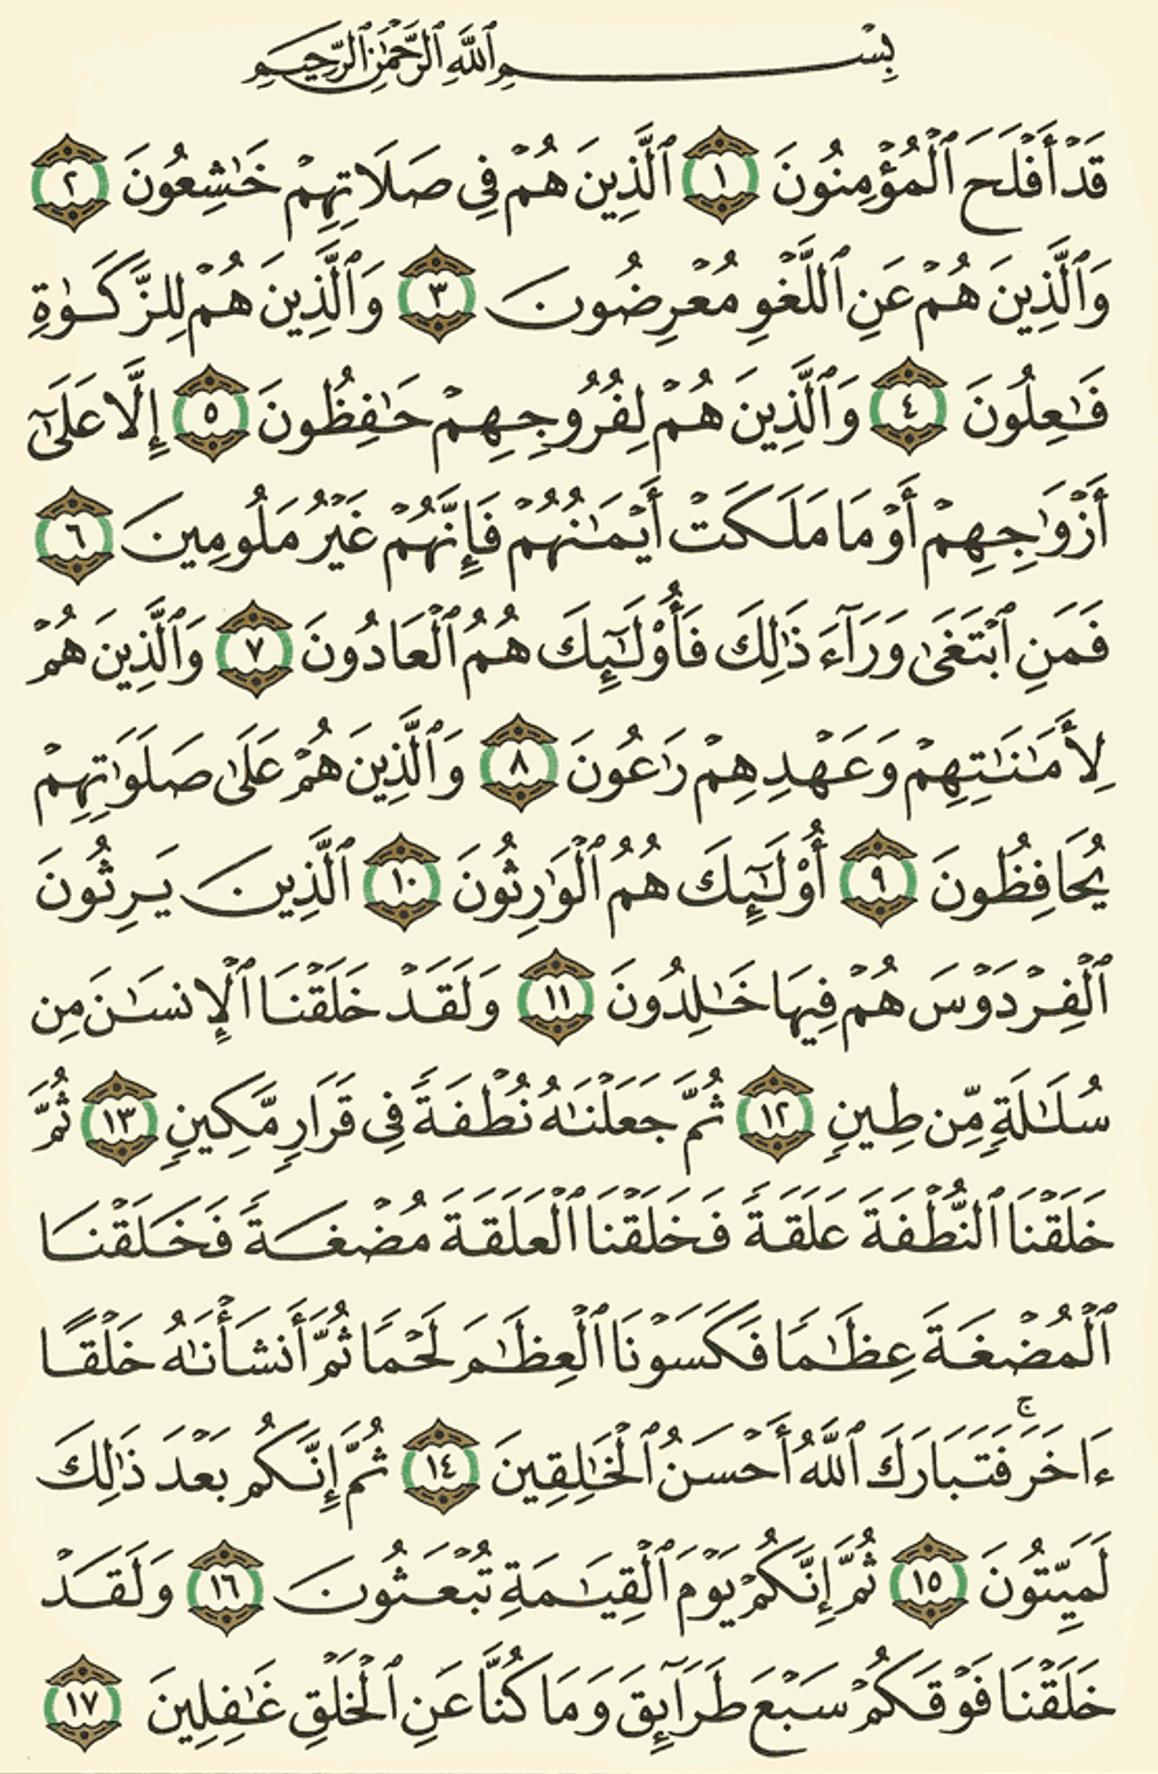 بِسْمِ ٱللَّهِ ٱلرَّحْمَٰنِ ٱلرَّحِيمِ
قَدْ أَفْلَحَ ٱلْمُؤْمِنُونَ ١ ٱلَّذِينَ هُمْ فِى صَلَاتِهِمْ خَٰشِعُونَ ٢
وَٱلَّذِينَ هُمْ عَنِ ٱللَّغْوِ مُعْرِضُونَ ٣ وَٱلَّذِينَ هُمْ لِلزَّكَوٰةِ
فَٰعِلُونَ ٤ وَٱلَّذِينَ هُمْ لِفُرُوجِهِمْ حَٰفِظُونَ ٥ إِلَّا عَلَىٰٓ
أَزْوَٰجِهِمْ أَوْ مَا مَلَكَتْ أَيْمَٰنُهُمْ فَإِنَّهُمْ غَيْرُ مَلُومِينَ ٦
فَمَنِ ٱبْتَغَىٰ وَرَآءَ ذَٰلِكَ فَأُو۟لَٰٓئِكَ هُمُ ٱلْعَادُونَ ٧ وَٱلَّذِينَ هُمْ
لِأَمَٰنَٰتِهِمْ وَعَهْدِهِمْ رَٰعُونَ ٨ وَٱلَّذِينَ هُمْ عَلَىٰ صَلَوَٰتِهِمْ
يُحَافِظُونَ ٩ أُو۟لَٰٓئِكَ هُمُ ٱلْوَٰرِثُونَ ١٠ ٱلَّذِينَ يَرِثُونَ
ٱلْفِرْدَوْسَ هُمْ فِيهَا خَٰلِدُونَ ١١ وَلَقَدْ خَلَقْنَا ٱلْإِنسَٰنَ مِن
سُلَٰلَةٍ مِّن طِينٍ ١٢ ثُمَّ جَعَلْنَٰهُ نُطْفَةً فِى قَرَارٍ مَّكِينٍ ١٣ ثُمَّ
خَلَقْنَا ٱلنُّطْفَةَ عَلَقَةً فَخَلَقْنَا ٱلْعَلَقَةَ مُضْغَةً فَخَلَقْنَا
ٱلْمُضْغَةَ عِظَٰمًا فَكَسَوْنَا ٱلْعِظَٰمَ لَحْمًا ثُمَّ أَنشَأْنَٰهُ خَلْقًا
ءَاخَرَ ۚ فَتَبَارَكَ ٱللَّهُ أَحْسَنُ ٱلْخَٰلِقِينَ ١٤ ثُمَّ إِنَّكُم بَعْدَ ذَٰلِكَ
لَمَيِّتُونَ ١٥ ثُمَّ إِنَّكُمْ يَوْمَ ٱلْقِيَٰمَةِ تُبْعَثُونَ ١٦ وَلَقَدْ
خَلَقْنَا فَوْقَكُمْ سَبْعَ طَرَآئِقَ وَمَا كُنَّا عَنِ ٱلْخَلْقِ غَٰفِلِينَ ١٧